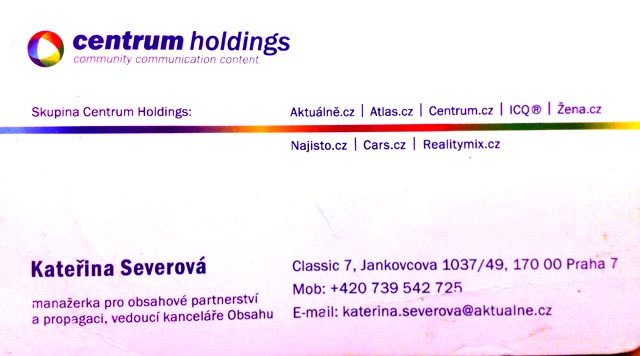 centrum holdings
community communication content
Skupina Centrum Holdings:
Aktuálně.cz | Atlas.cz | Centrum.cz | ICQ® | Žena.cz
Najisto.cz | Cars.cz | Realitymix.cz
Kateřina Severová
manažerka pro obsahové partnerství
a propagaci, vedoucí kanceláře Obsahu
Classic 7, Jankovcova 1037/49, 170 00 Praha 7
Mob: +420 739 542 725
E-mail: katerina.severova@aktualne.cz